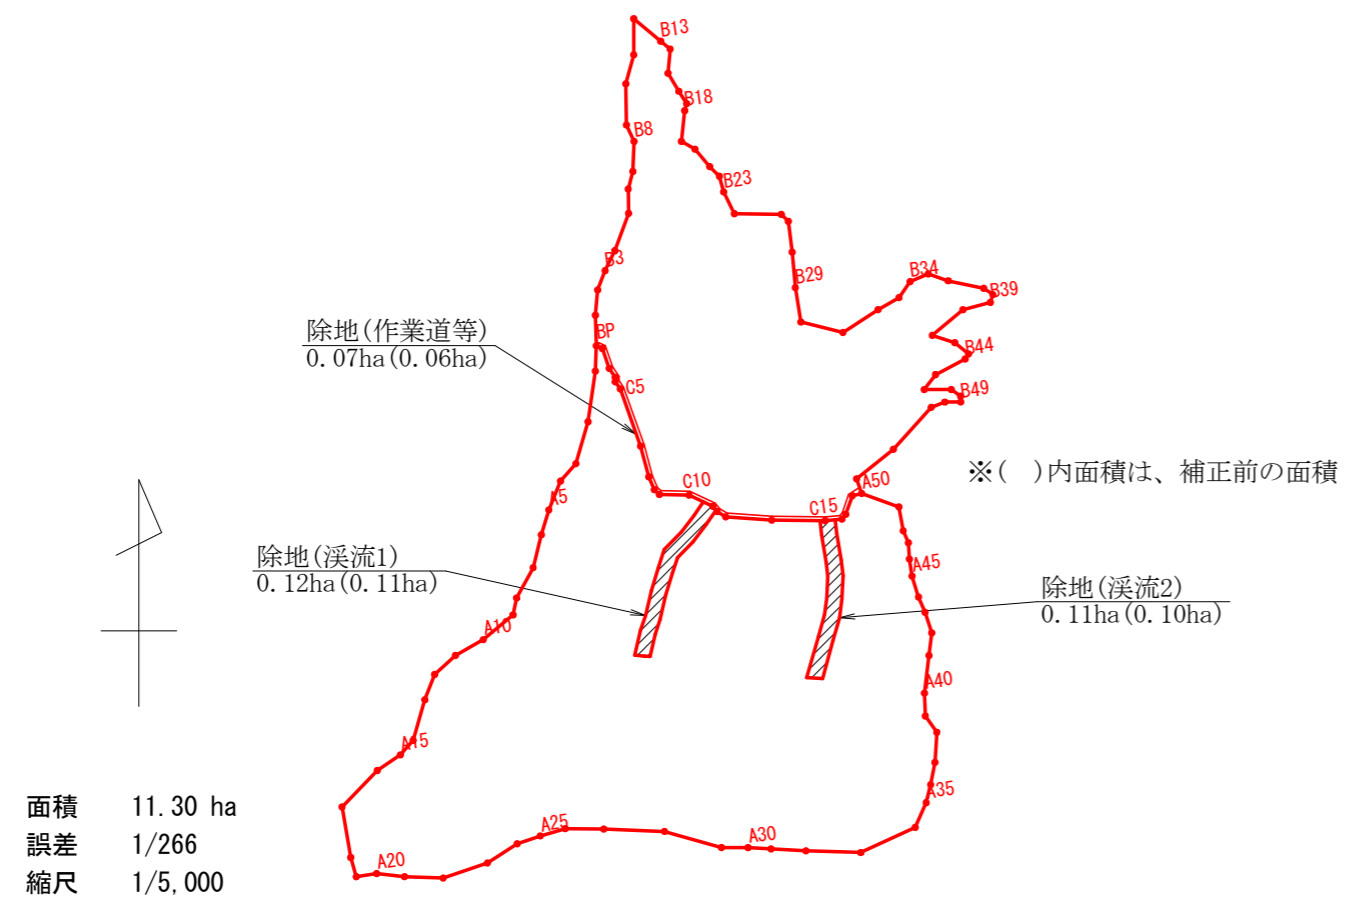 B13
B18
B8
B23
B3
B34
B29
B39
除地(作業道等)
0.07ha(0.06ha)
BP
B44
C5
B49
※(　)内面積は、補正前の面積
C10
A50
A5
C15
除地(渓流1)
0.12ha(0.11ha)
A45
除地(渓流2)
0.11ha(0.10ha)
A10
A40
A15
A35
面積 11.30 ha
誤差 1/266
縮尺 1/5,000
A25
A30
A20